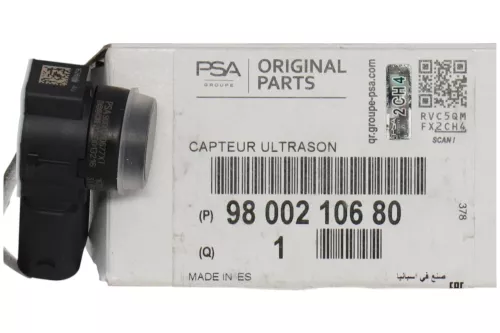 PSA
GROUPE
ORIGINAL
PARTS
qr.groupe-psa.com
2CH4
RVC5QM
FX2CH4
SCAN !
CAPTEUR ULTRASON
(P) 98 002 106 80
378
(Q) 1
MADE IN ES
صنع في اسبانيا
EAC